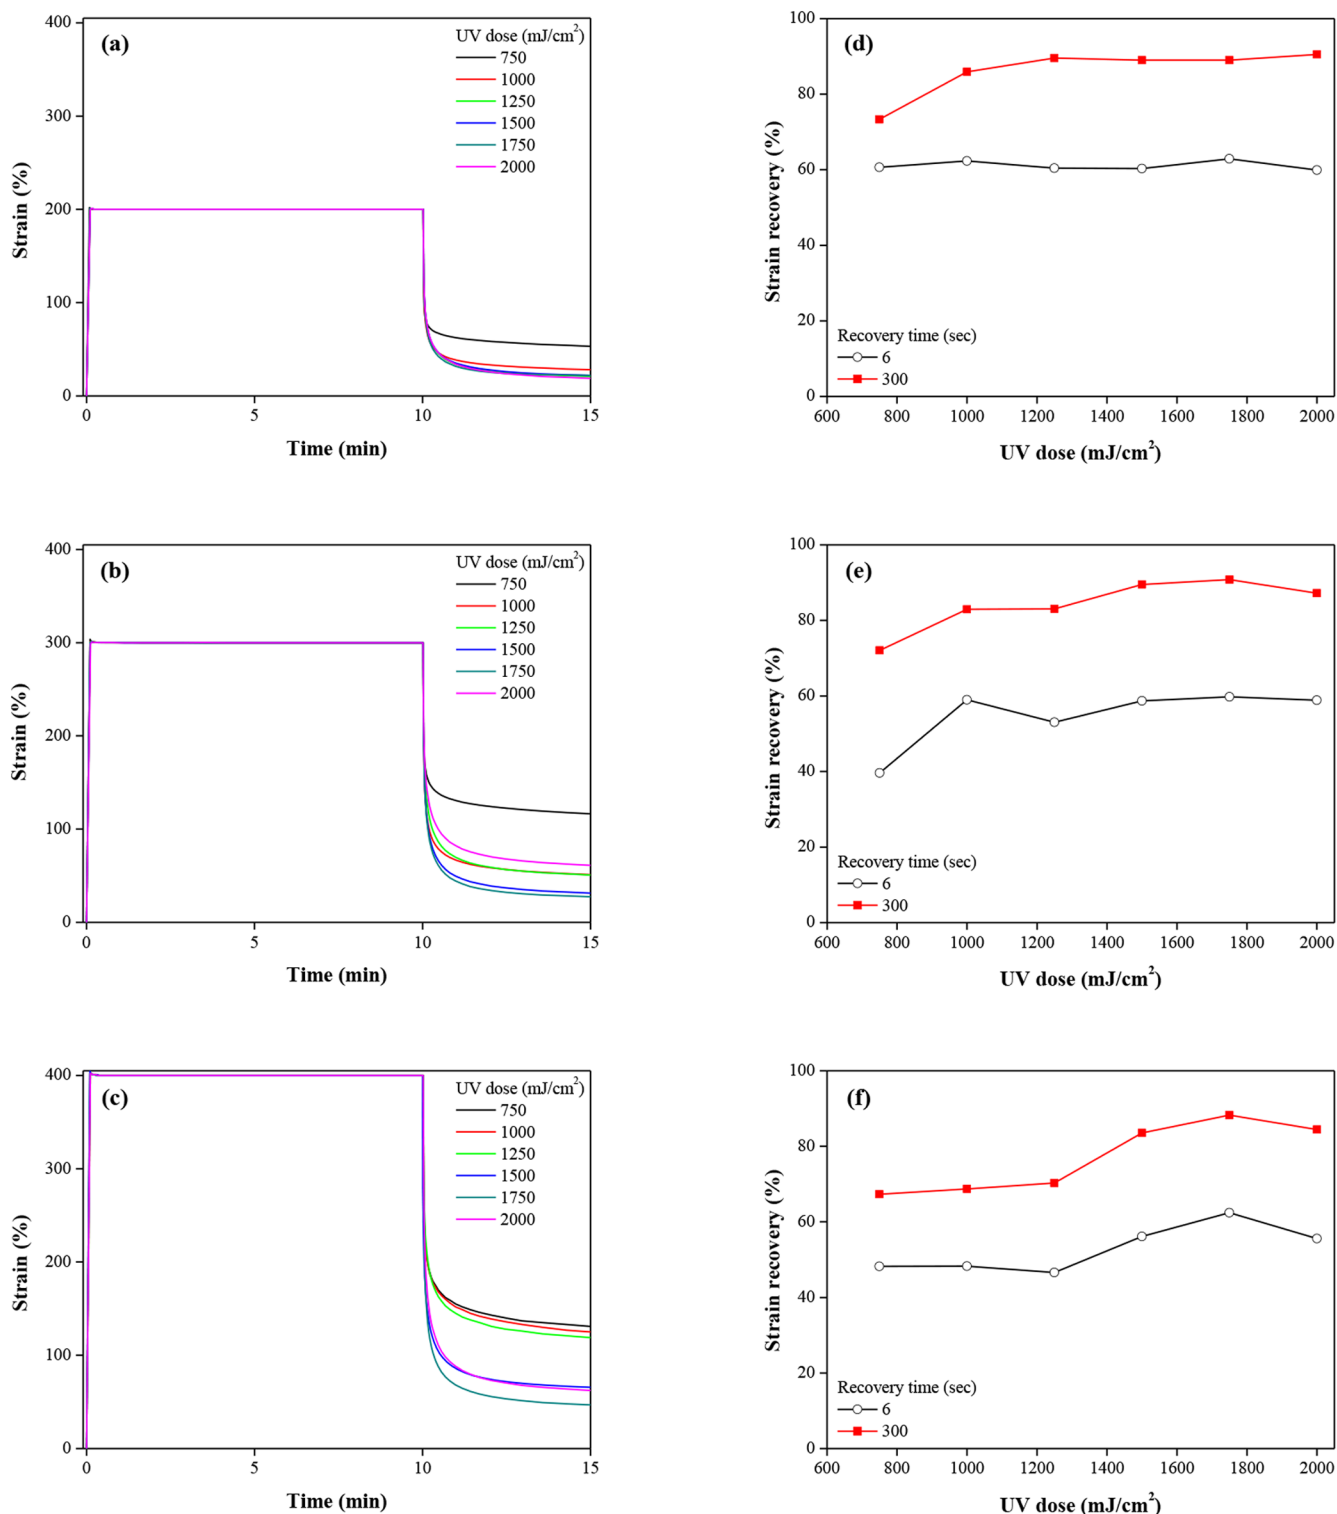 (a)
UV dose (mJ/cm²)
750
1000
1250
1500
1750
2000
400
300
200
100
0
Strain (%)
0 5 10 15
Time (min)
(d)
100
80
60
40
20
0
Strain recovery (%)
Recovery time (sec)
6
300
600 800 1000 1200 1400 1600 1800 2000
UV dose (mJ/cm²)
(b)
UV dose (mJ/cm²)
750
1000
1250
1500
1750
2000
400
300
200
100
0
Strain (%)
0 5 10 15
Time (min)
(e)
100
80
60
40
20
0
Strain recovery (%)
Recovery time (sec)
6
300
600 800 1000 1200 1400 1600 1800 2000
UV dose (mJ/cm²)
(c)
UV dose (mJ/cm²)
750
1000
1250
1500
1750
2000
400
300
200
100
0
Strain (%)
0 5 10 15
Time (min)
(f)
100
80
60
40
20
0
Strain recovery (%)
Recovery time (sec)
6
300
600 800 1000 1200 1400 1600 1800 2000
UV dose (mJ/cm²)